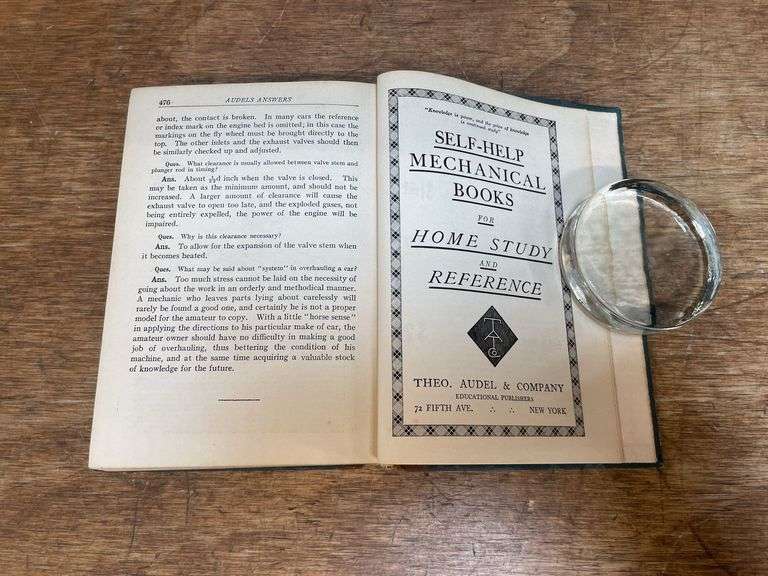 476 AUDELS ANSWERS
about, the contact is broken. In many cars the reference
or index mark on the engine bed is omitted; in this case the
markings on the fly wheel must be brought directly to the
top. The other inlets and the exhaust valves should then
be similarly checked up and adjusted.
Ques. What clearance is usually allowed between valve stem and
plunger rod in timing?
Ans. About d inch when the valve is closed. This
may be taken as the minimum amount, and should not be
increased. A larger amount of clearance will cause the
exhaust valve to open too late, and the exploded gases, not
being entirely expelled, the power of the engine will be
impaired.
Ques. Why is this clearance necessary?
Ans. To allow for the expansion of the valve stem when
it becomes heated.
Ques. What may be said about "system" in overhauling a car?
Ans. Too much stress cannot be laid on the necessity of
going about the work in an orderly and methodical manner.
A mechanic who leaves parts lying about carelessly will
rarely be found a good one, and certainly he is not a proper
model for the amateur to copy. With a little "horse sense"
in applying the directions to his particular make of car, the
amateur owner should have no difficulty in making a good
job of overhauling, thus bettering the condition of his
machine, and at the same time acquiring a valuable stock
of knowledge for the future.
"Knowledge is power, and the price of knowledge
is continued study"
SELF-HELP
MECHANICAL
BOOKS
FOR
HOME STUDY
AND
REFERENCE
THEO. AUDEL & COMPANY
EDUCATIONAL PUBLISHERS
72 FIFTH AVE. ∴ ∴ NEW YORK